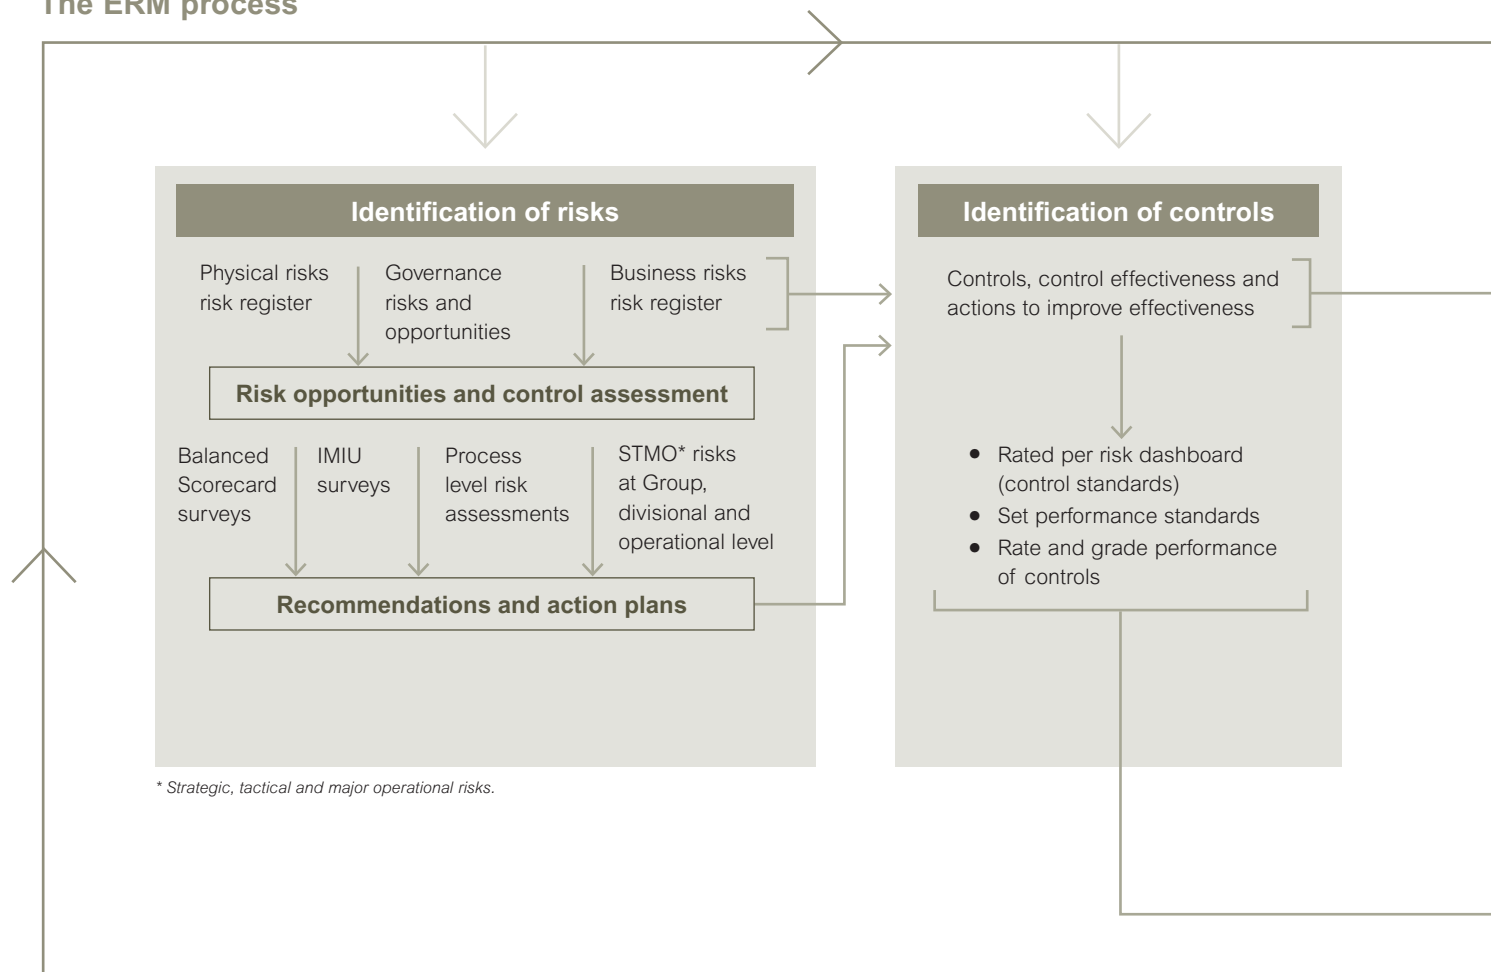 The ERM process
Identification of risks
Physical risks
risk register
Governance
risks and
opportunities
Business risks
risk register
Risk opportunities and control assessment
Balanced
Scorecard
surveys
IMIU
surveys
Process
level risk
assessments
STMO* risks
at Group,
divisional and
operational level
Recommendations and action plans
* Strategic, tactical and major operational risks.
Identification of controls
Controls, control effectiveness and
actions to improve effectiveness
● Rated per risk dashboard
(control standards)
● Set performance standards
● Rate and grade performance
of controls